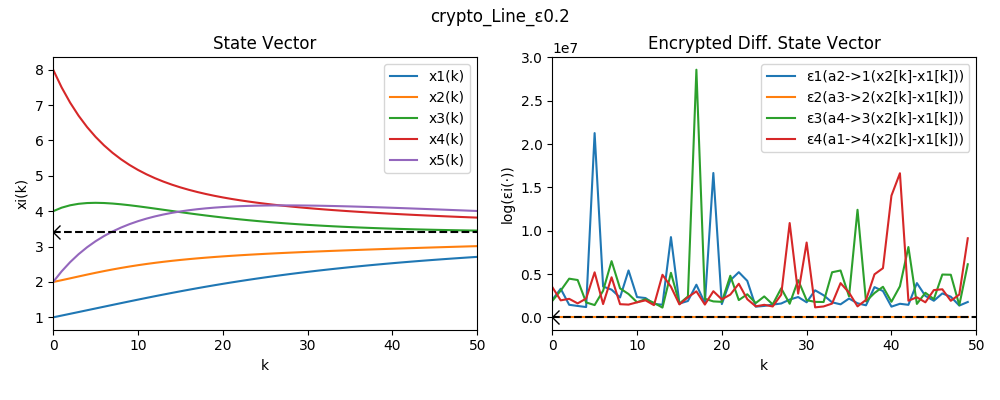 crypto_Line_ε0.2
State Vector
8
7
6
5
4
3
2
1
xi(k)
0
10
20
30
40
50
k
x1(k)
x2(k)
x3(k)
x4(k)
x5(k)
Encrypted Diff. State Vector
1e7
3.0
2.5
2.0
1.5
1.0
0.5
0.0
log(εi(·))
0
10
20
30
40
50
k
ε1(a2->1(x2[k]-x1[k]))
ε2(a3->2(x2[k]-x1[k]))
ε3(a4->3(x2[k]-x1[k]))
ε4(a1->4(x2[k]-x1[k]))